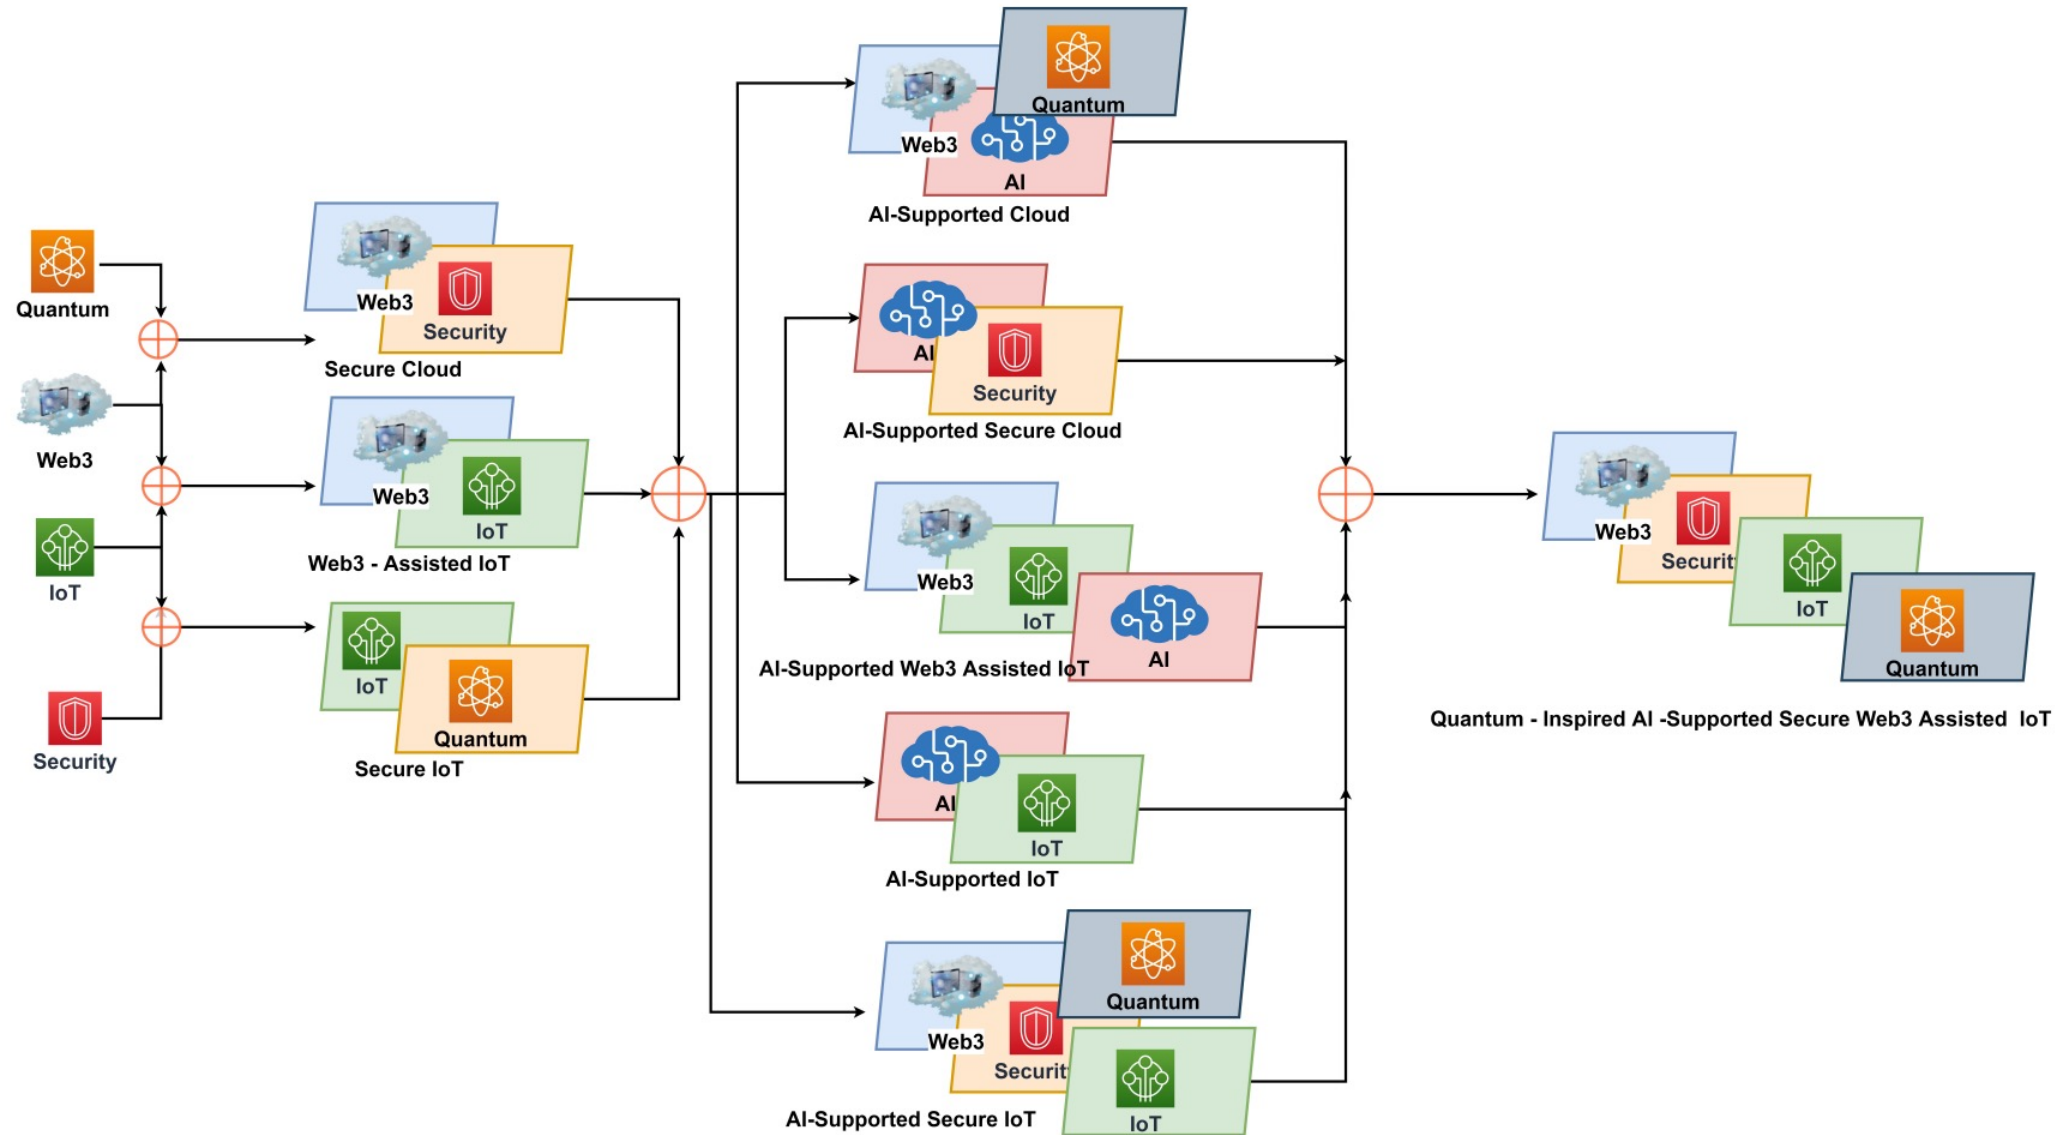 Quantum
Web3
IoT
Security
Web3
Security
Secure Cloud
Web3
IoT
Web3 - Assisted IoT
IoT
Quantum
Secure IoT
Quantum
Web3
AI
AI-Supported Cloud
AI
Security
AI-Supported Secure Cloud
Web3
IoT
AI
AI-Supported Web3 Assisted IoT
AI
IoT
AI-Supported IoT
Quantum
Web3
Securit
IoT
AI-Supported Secure IoT
Web3
Securit
IoT
Quantum
Quantum - Inspired AI -Supported Secure Web3 Assisted IoT